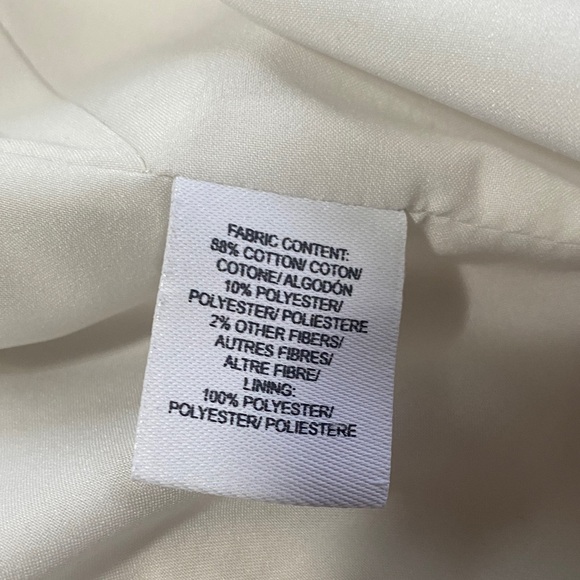 FABRIC CONTENT:
88% COTTON/ COTON/
COTONE/ ALGODÓN
10% POLYESTER/
POLYESTER/ POLIESTERE
2% OTHER FIBERS/
AUTRES FIBRES/
ALTRE FIBRE/
LINING:
100% POLYESTER/
POLYESTER/ POLIESTERE